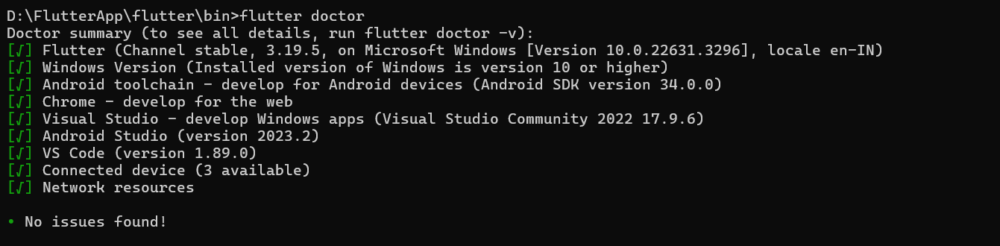 D:\FlutterApp\flutter\bin>flutter doctor
Doctor summary (to see all details, run flutter doctor -v):
[√] Flutter (Channel stable, 3.19.5, on Microsoft Windows [Version 10.0.22631.3296], locale en-IN)
[√] Windows Version (Installed version of Windows is version 10 or higher)
[√] Android toolchain - develop for Android devices (Android SDK version 34.0.0)
[√] Chrome - develop for the web
[√] Visual Studio - develop Windows apps (Visual Studio Community 2022 17.9.6)
[√] Android Studio (version 2023.2)
[√] VS Code (version 1.89.0)
[√] Connected device (3 available)
[√] Network resources
• No issues found!